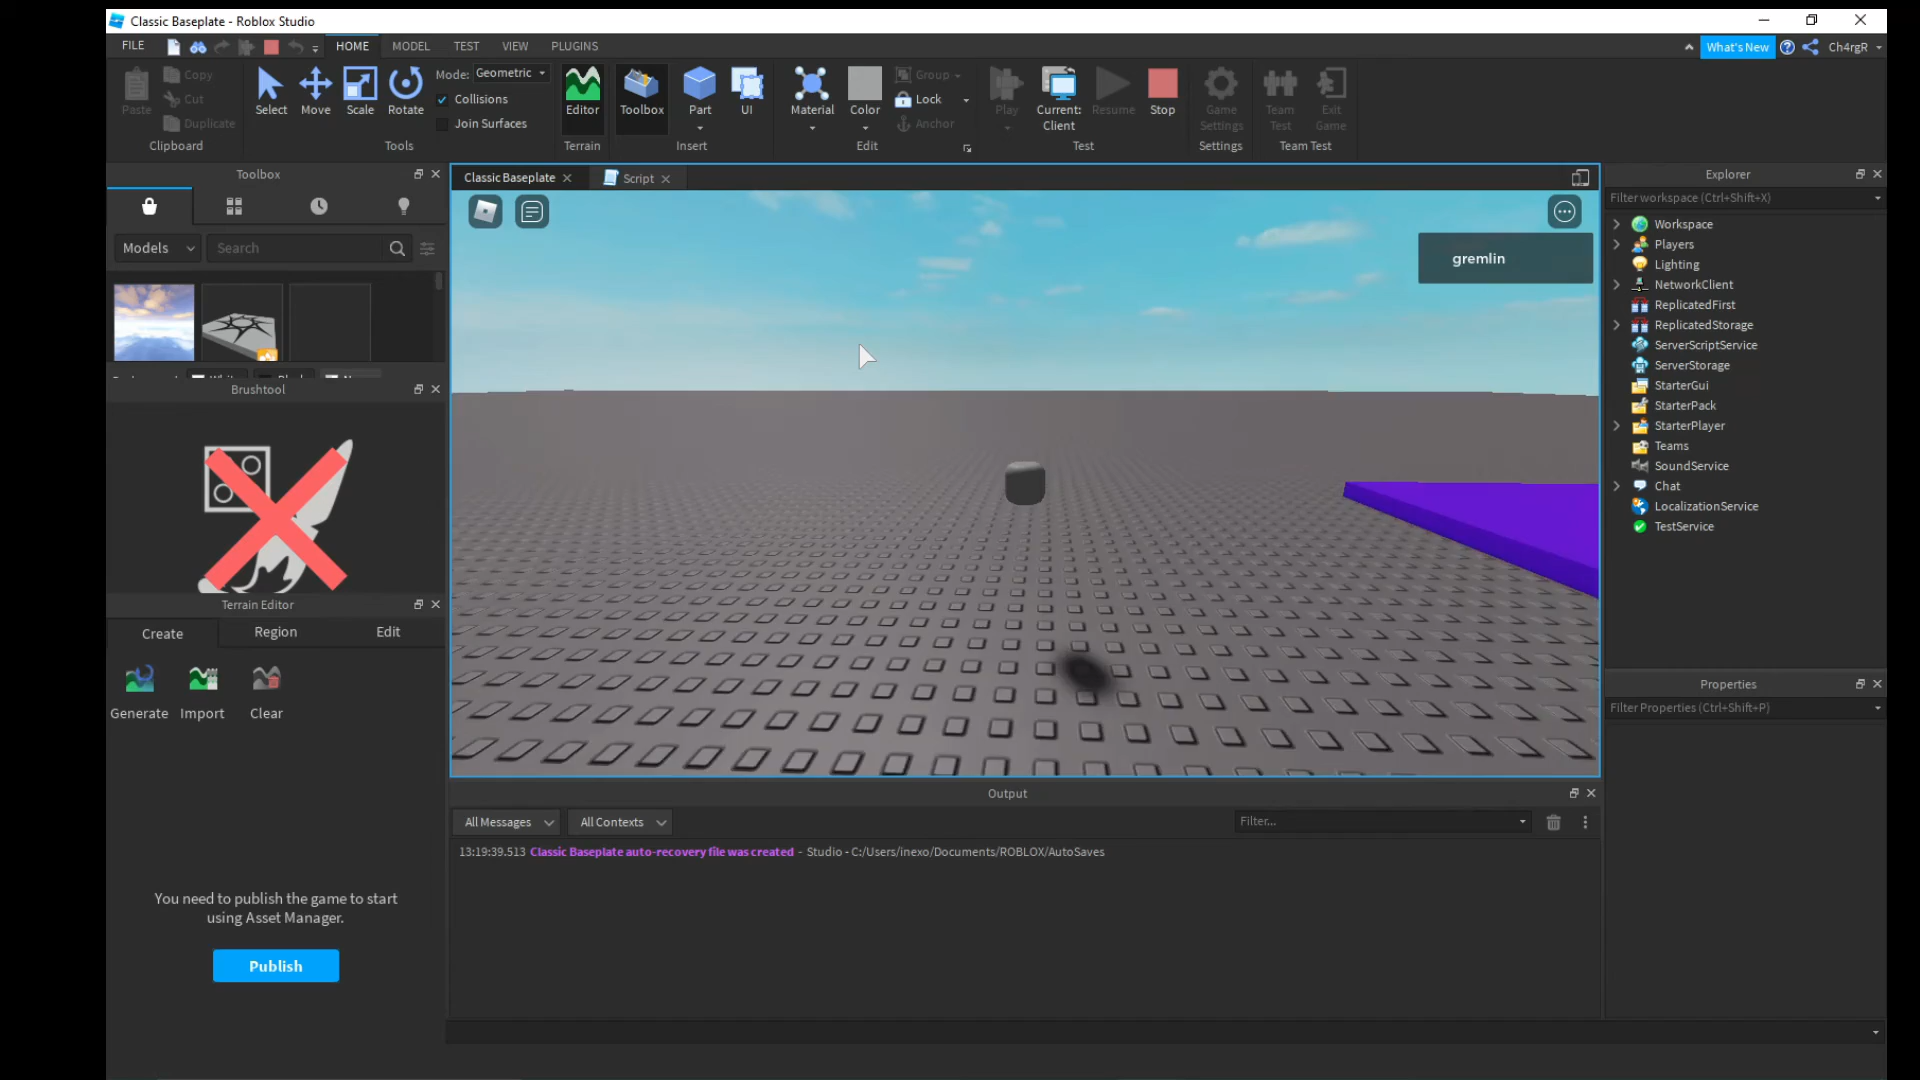 Classic Baseplate - Roblox Studio
FILE
HOME
MODEL
TEST
VIEW
PLUGINS
What's New
Ch4rgR
Paste
Copy
Cut
Duplicate
Clipboard
Select
Move
Scale
Rotate
Mode: Geometric
Collisions
Join Surfaces
Tools
Editor
Terrain
Toolbox
Part
UI
Insert
Material
Color
Group
Lock
Anchor
Edit
Play
Current:
Client
Resume
Stop
Test
Game
Settings
Settings
Team
Test
Exit
Game
Team Test
Toolbox
Models
Search
Brushtool
Terrain Editor
Create
Region
Edit
Generate
Import
Clear
You need to publish the game to start
using Asset Manager.
Publish
Classic Baseplate
Script
gremlin
Output
All Messages
All Contexts
Filter...
13:19:39.513 Classic Baseplate auto-recovery file was created - Studio - C:/Users/inexo/Documents/ROBLOX/AutoSaves
Explorer
Filter workspace (Ctrl+Shift+X)
Workspace
Players
Lighting
NetworkClient
ReplicatedFirst
ReplicatedStorage
ServerScriptService
ServerStorage
StarterGui
StarterPack
StarterPlayer
Teams
SoundService
Chat
LocalizationService
TestService
Properties
Filter Properties (Ctrl+Shift+P)